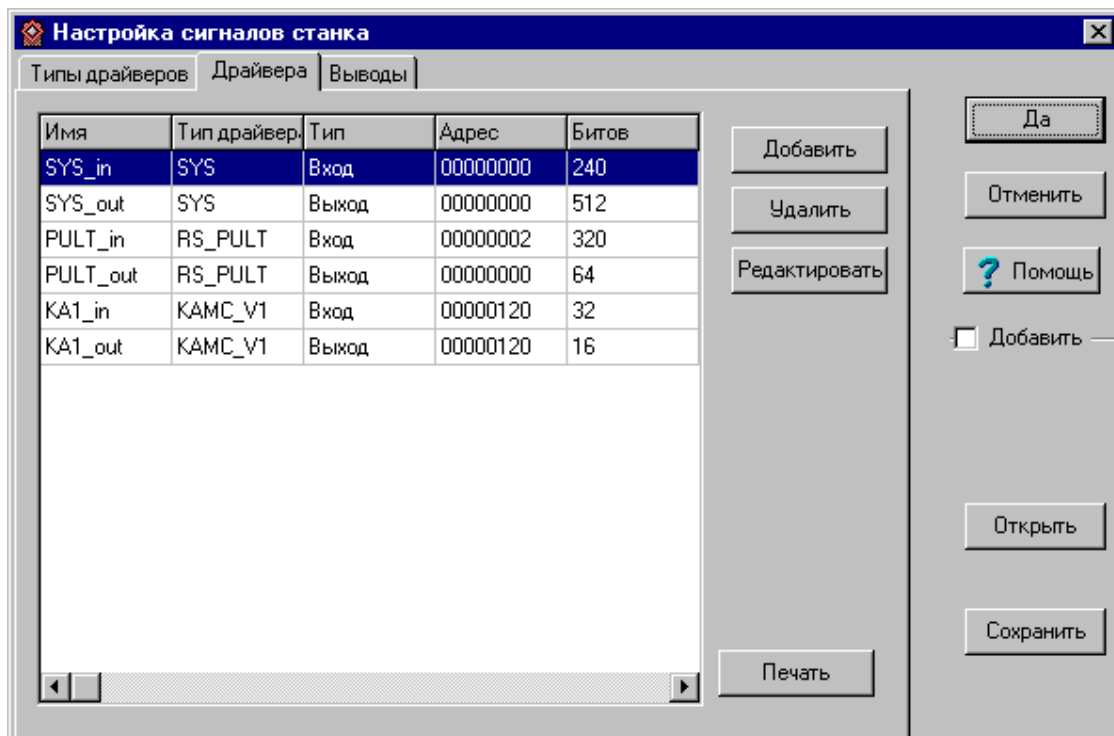 Настройка сигналов станка
Типы драйверов Драйвера Выводы
Имя Тип драйвер Тип Адрес Битов
SYS_in SYS Вход 00000000 240
SYS_out SYS Выход 00000000 512
PULT_in RS_PULT Вход 00000002 320
PULT_out RS_PULT Выход 00000000 64
KA1_in KAMC_V1 Вход 00000120 32
KA1_out KAMC_V1 Выход 00000120 16
Добавить
Удалить
Редактировать
Печать
Да
Отменить
? Помощь
Добавить
Открыть
Сохранить